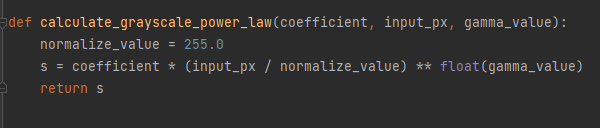 def calculate_grayscale_power_law(coefficient, input_px, gamma_value):
    normalize_value = 255.0
    s = coefficient * (input_px / normalize_value) ** float(gamma_value)
    return s